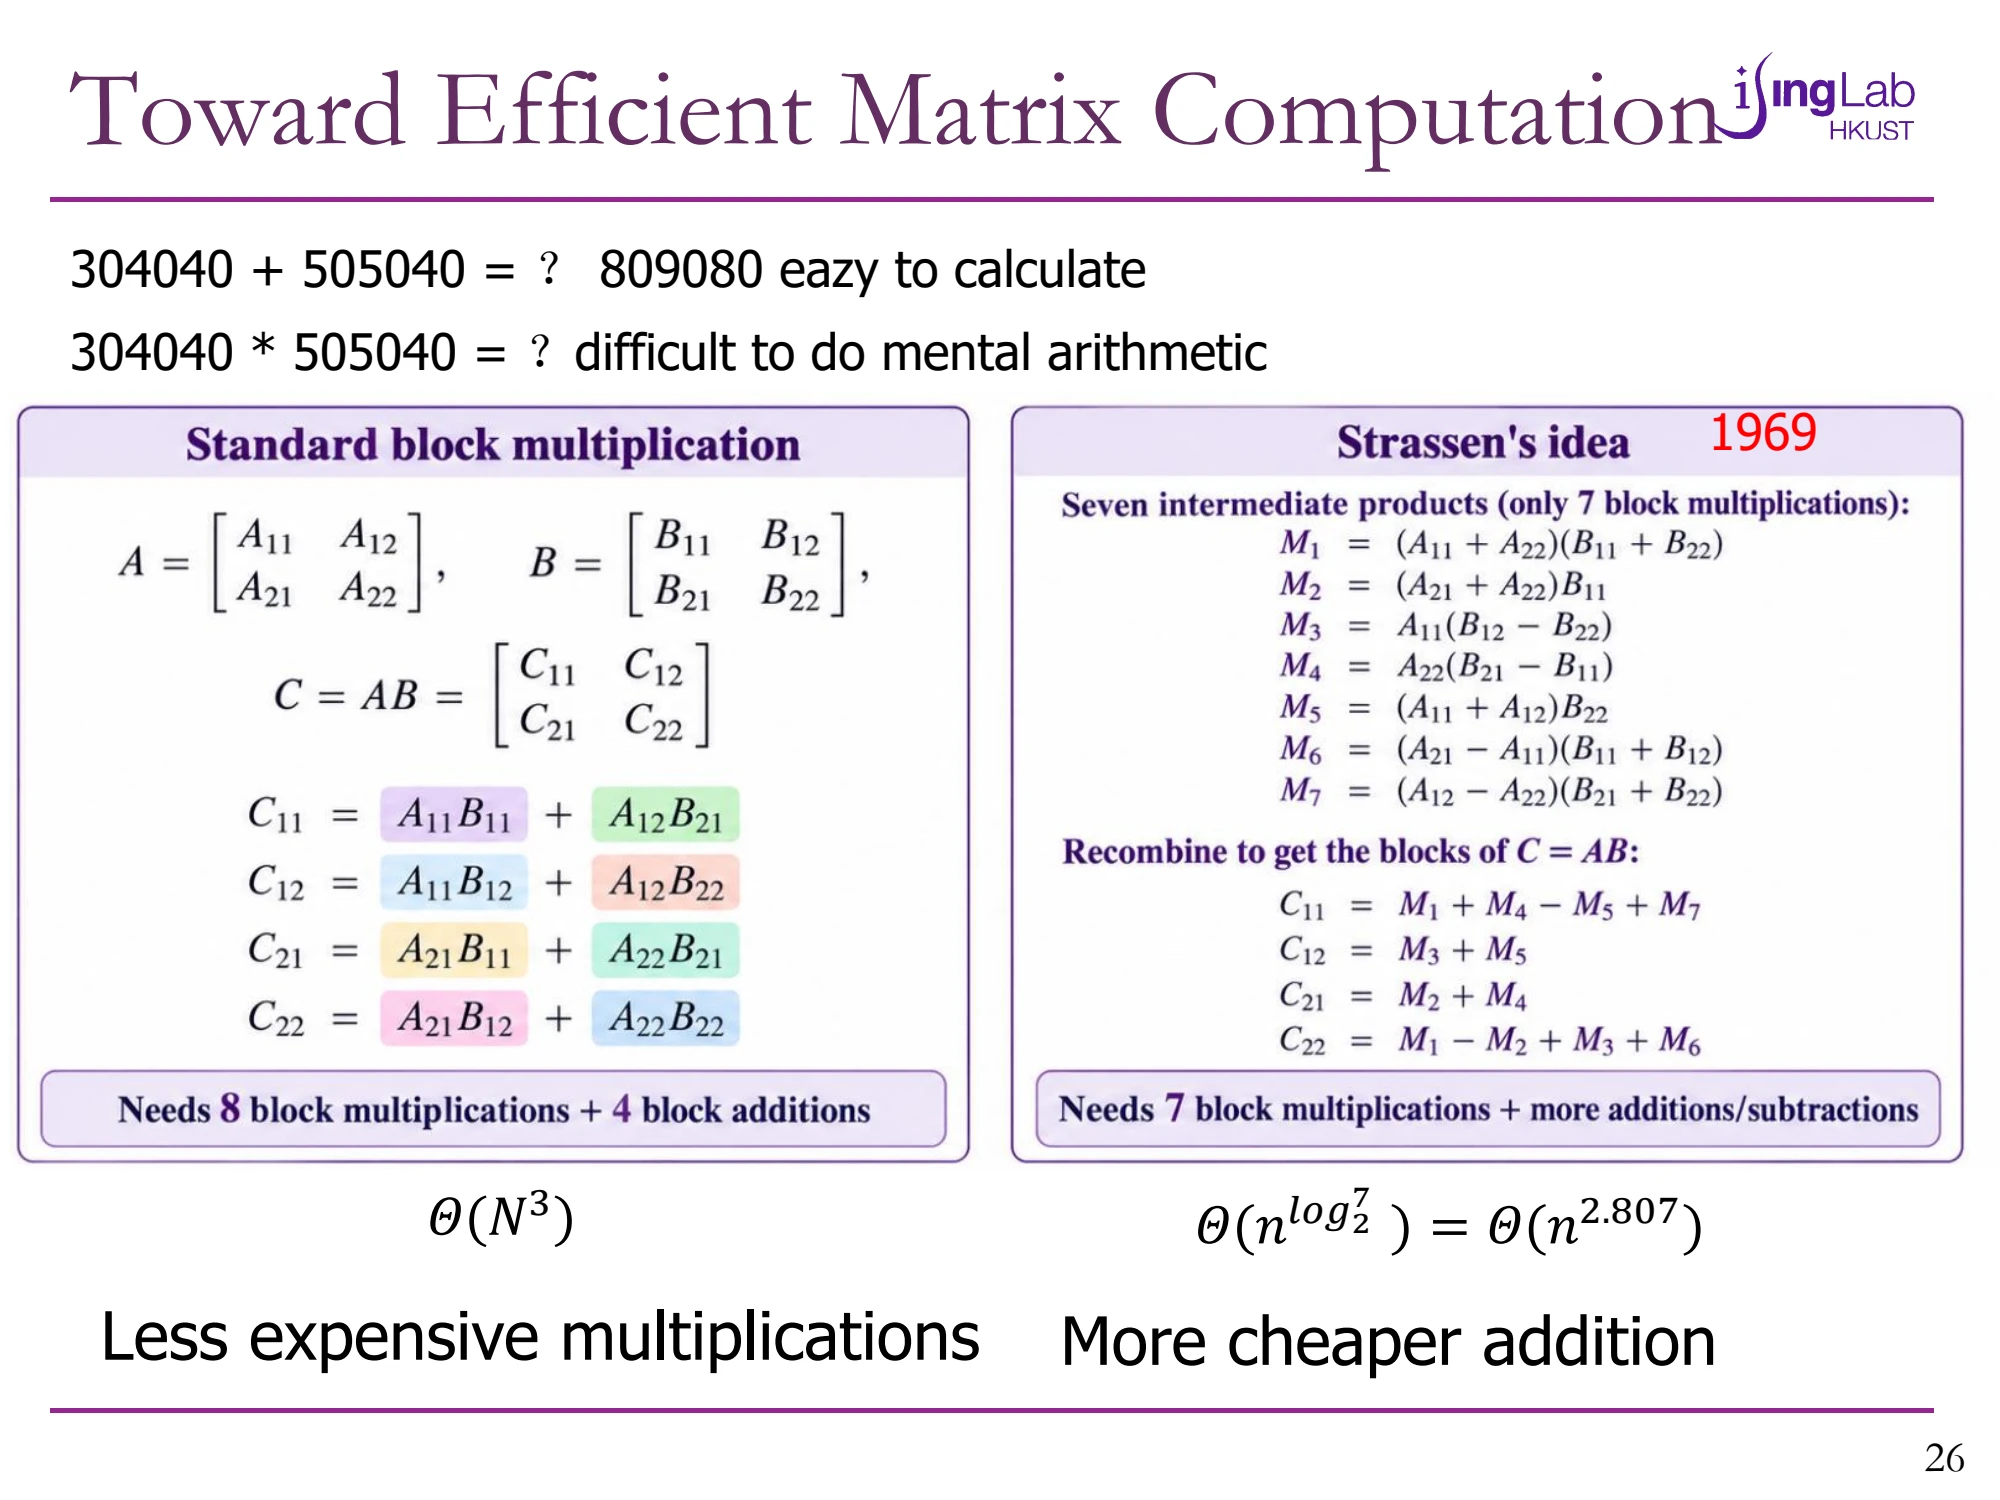 Toward Efficient Matrix Computation
iSingLab
HKUST
304040 + 505040 = ? 809080 eazy to calculate
304040 * 505040 = ? difficult to do mental arithmetic
Standard block multiplication
A = [ A11 A12
A21 A22 ], B = [ B11 B12
B21 B22 ],
C = AB = [ C11 C12
C21 C22 ]
C11 = A11B11 + A12B21
C12 = A11B12 + A12B22
C21 = A21B11 + A22B21
C22 = A21B12 + A22B22
Needs 8 block multiplications + 4 block additions
Θ(N^3)
Less expensive multiplications
Strassen's idea 1969
Seven intermediate products (only 7 block multiplications):
M1 = (A11 + A22)(B11 + B22)
M2 = (A21 + A22)B11
M3 = A11(B12 − B22)
M4 = A22(B21 − B11)
M5 = (A11 + A12)B22
M6 = (A21 − A11)(B11 + B12)
M7 = (A12 − A22)(B21 + B22)
Recombine to get the blocks of C = AB:
C11 = M1 + M4 − M5 + M7
C12 = M3 + M5
C21 = M2 + M4
C22 = M1 − M2 + M3 + M6
Needs 7 block multiplications + more additions/subtractions
Θ(n^{log_2^7}) = Θ(n^{2.807})
More cheaper addition
26